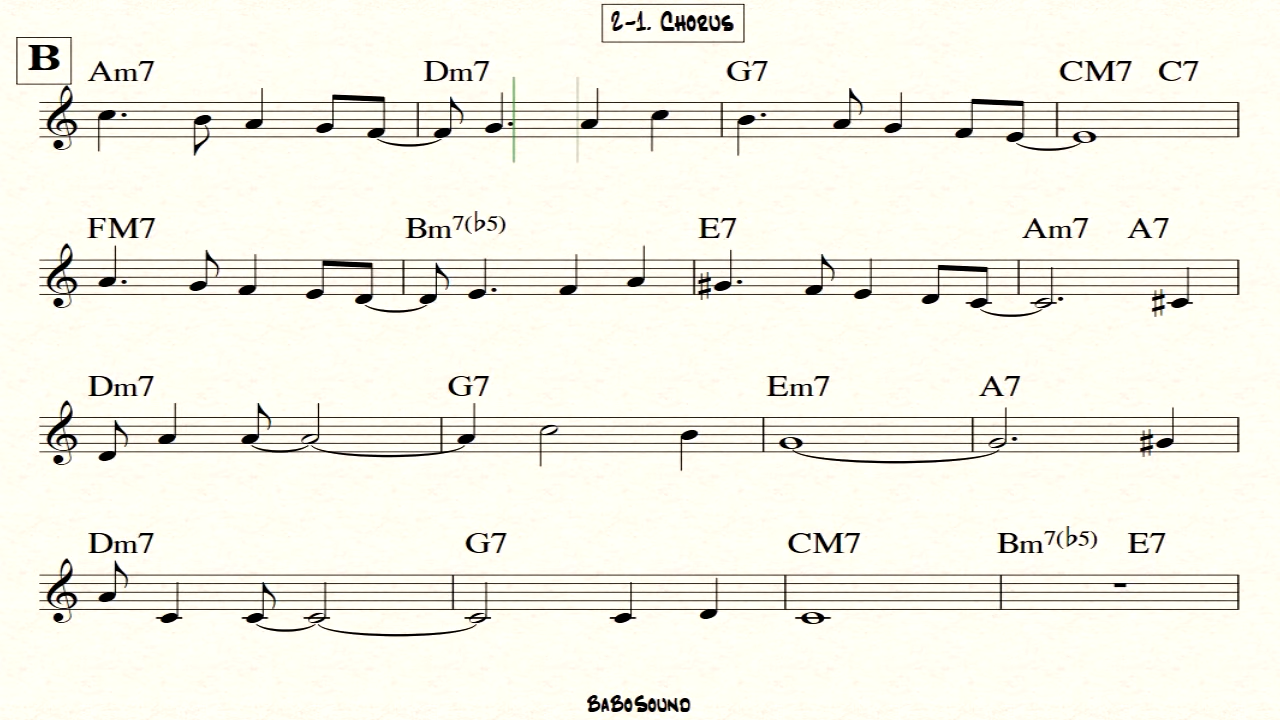 2-1. CHORUS
B
Am7 Dm7 G7 CM7 C7
FM7 Bm7(♭5) E7 Am7 A7
Dm7 G7 Em7 A7
Dm7 G7 CM7 Bm7(♭5) E7
BABOSOUND